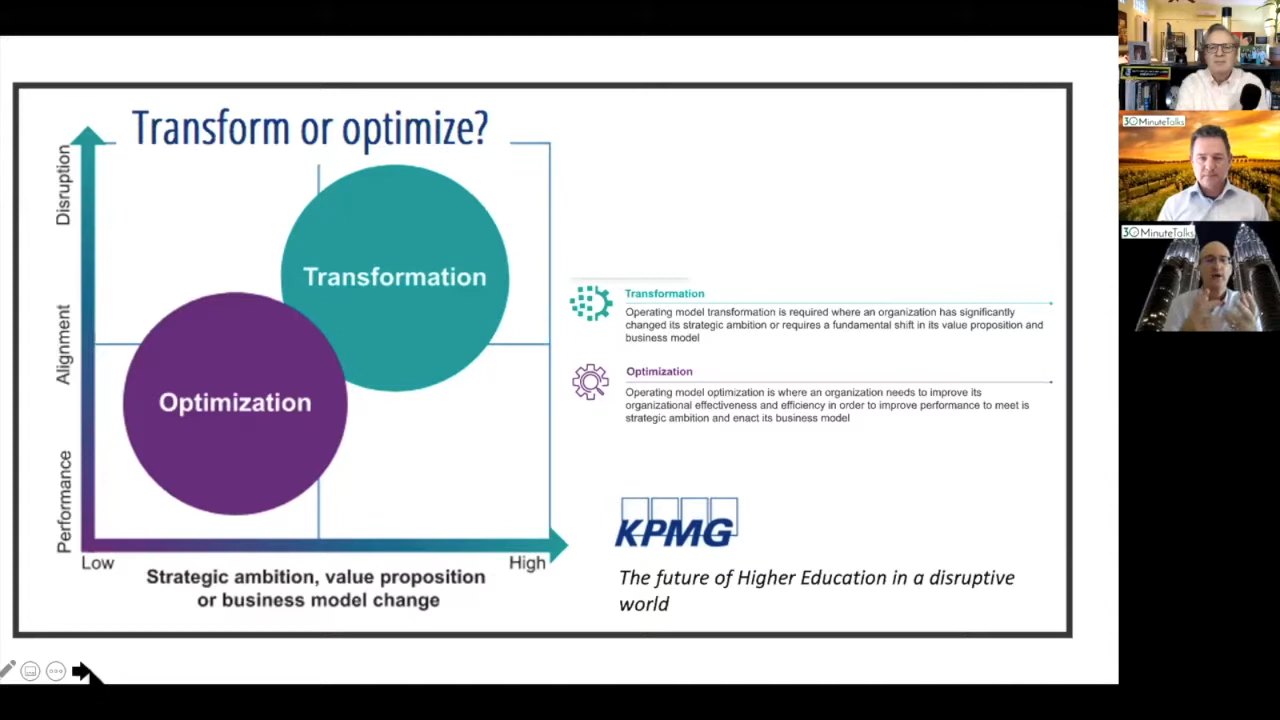 Transform or optimize?
Disruption
Alignment
Performance
Transformation
Optimization
Low
High
Strategic ambition, value proposition
or business model change
Transformation
Operating model transformation is required where an organization has significantly
changed its strategic ambition or requires a fundamental shift in its value proposition and
business model
Optimization
Operating model optimization is where an organization needs to improve its
organizational effectiveness and efficiency in order to improve performance to meet is
strategic ambition and enact its business model
KPMG
The future of Higher Education in a disruptive
world
30MinuteTalks
30MinuteTalks